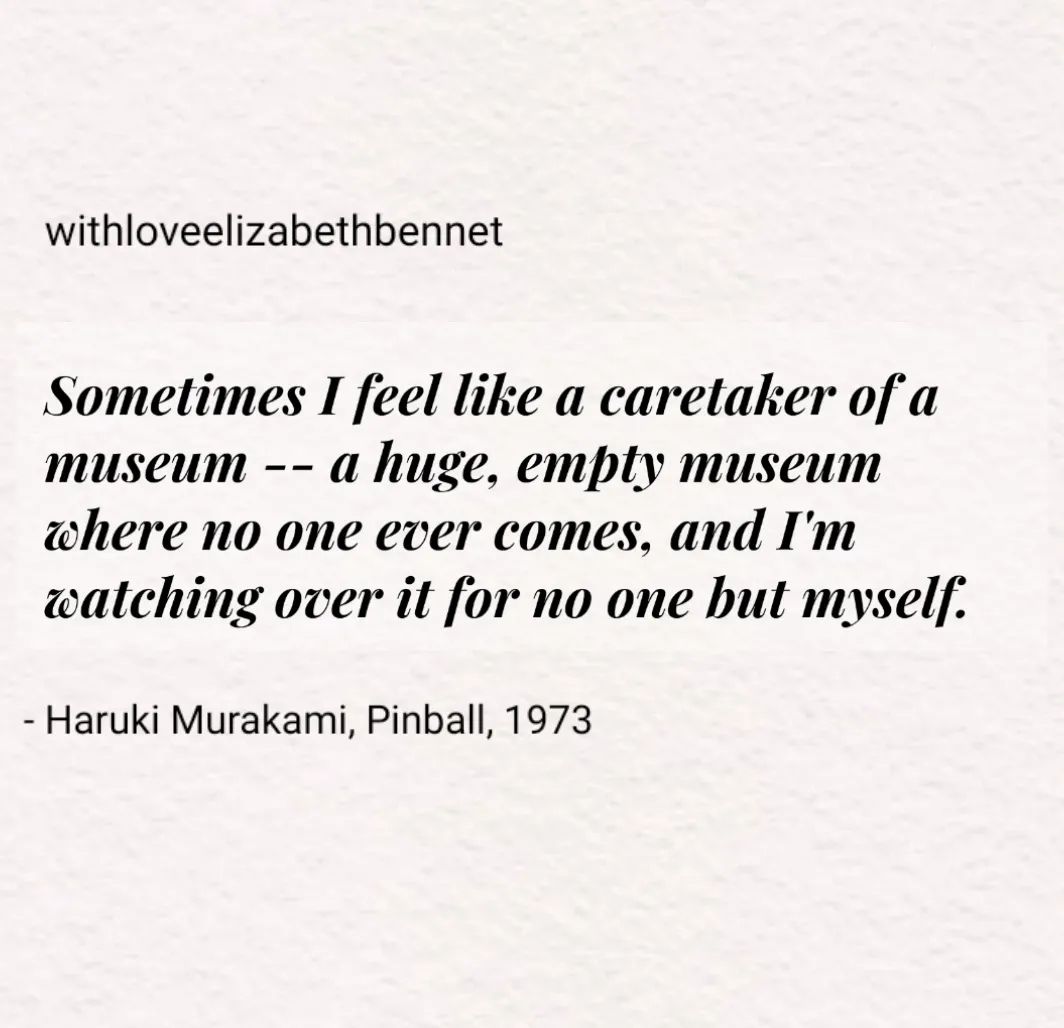 withloveelizabethbennet
Sometimes I feel like a caretaker of a
museum -- a huge, empty museum
where no one ever comes, and I'm
watching over it for no one but myself.
- Haruki Murakami, Pinball, 1973